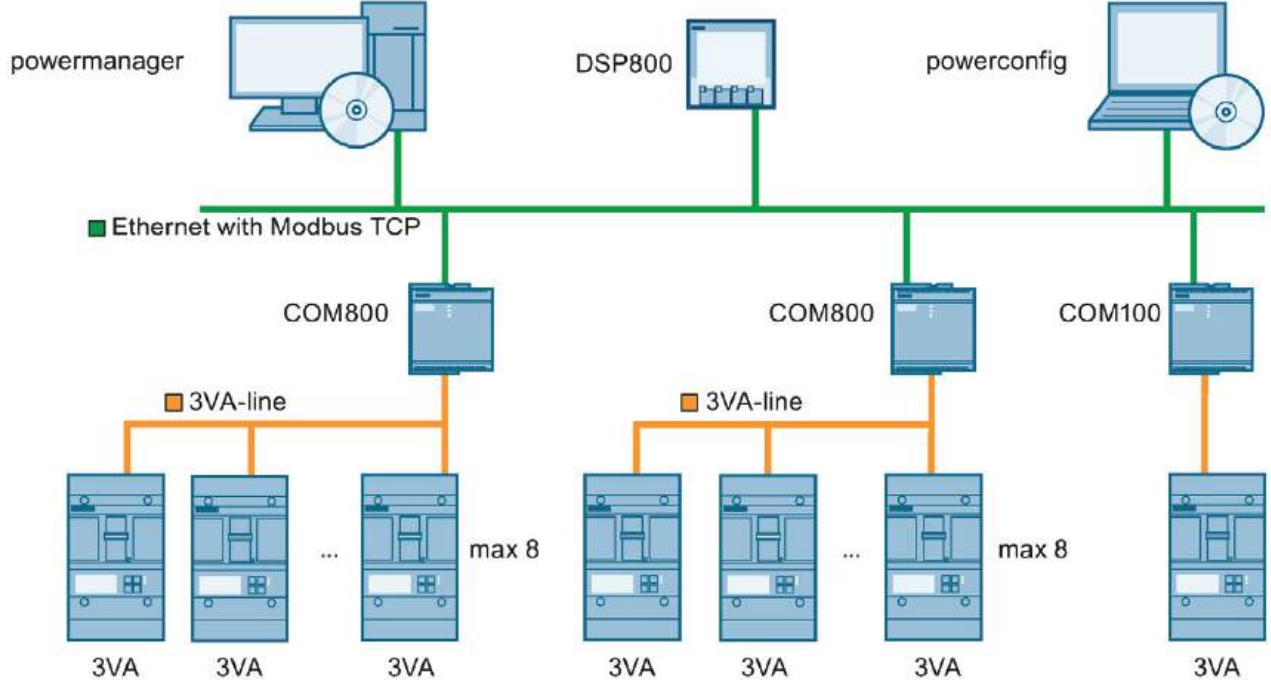 powermanager
DSP800
powerconfig
Ethernet with Modbus TCP
COM800
COM800
COM100
3VA-line
3VA-line
...
max 8
...
max 8
3VA
3VA
3VA
3VA
3VA
3VA
3VA